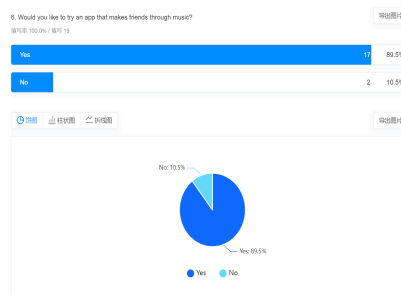 6. Would you like to try an app that makes friends through music?
导出图片
填写率 100.0% / 填写 19
Yes 17 89.5%
No 2 10.5%
饼图 柱状图 折线图
导出图片
No: 10.5%
Yes: 89.5%
Yes No